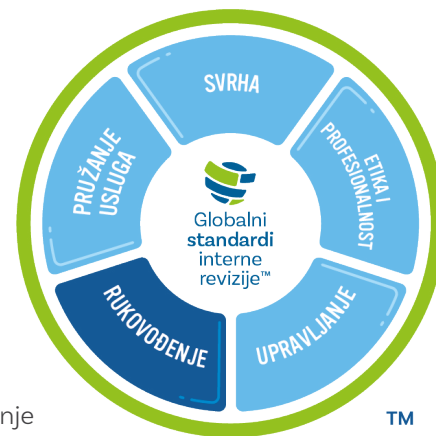 SVRHA
ETIKA I
PROFESIONALNOST
UPRAVLJANJE
RUKOVOĐENJE
PRUŽANJE
USLUGA
Globalni
standardi
interne
revizije™
nje
TM